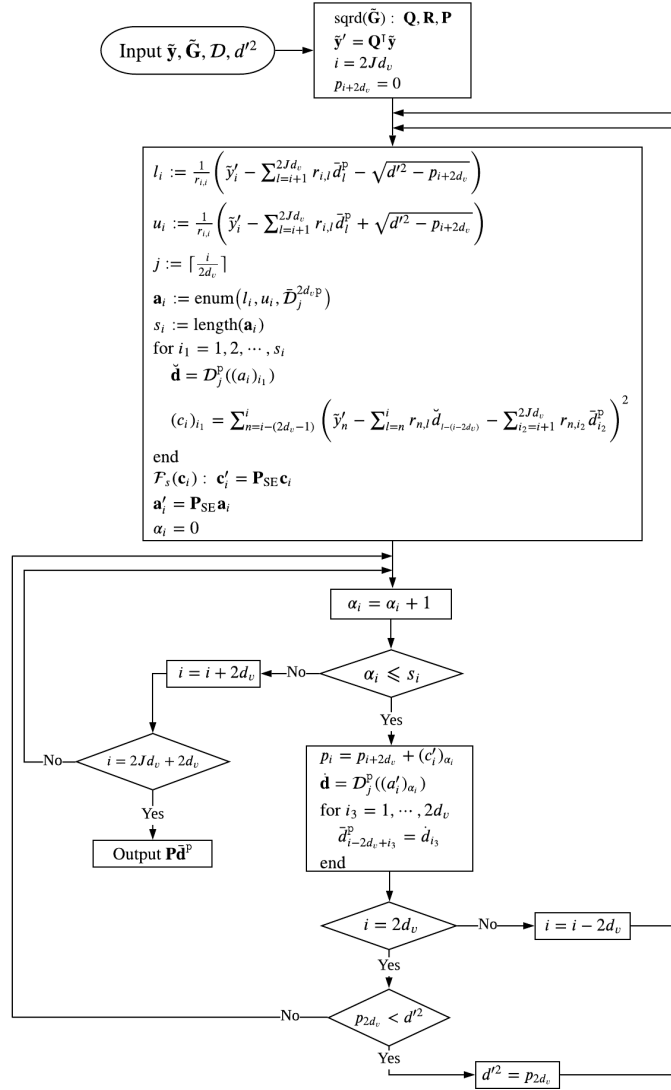 Input ỹ, G̃, 𝒟, d′²
sqrd(G̃) : Q, R, P
ỹ′ = Qᵀỹ
i = 2Jd_v
p_{i+2d_v} = 0
l_i := 1/r_{i,i} (ỹ′_i − ∑_{l=i+1}^{2Jd_v} r_{i,l} d̄_l^p − √(d′² − p_{i+2d_v}))
u_i := 1/r_{i,i} (ỹ′_i − ∑_{l=i+1}^{2Jd_v} r_{i,l} d̄_l^p + √(d′² − p_{i+2d_v}))
j := ⌈i/2d_v⌉
a_i := enum(l_i, u_i, 𝒟̄_j^{2d_v p})
s_i := length(a_i)
for i_1 = 1, 2, ⋯, s_i
d̆ = 𝒟_j^p((a_i)_{i_1})
(c_i)_{i_1} = ∑_{n=i−(2d_v−1)}^{i} (ỹ′_n − ∑_{l=n}^{i} r_{n,l} d̆_{l−(i−2d_v)} − ∑_{i_2=i+1}^{2Jd_v} r_{n,i_2} d̄_{i_2}^p)²
end
ℱ_s(c_i) : c′_i = P_SE c_i
a′_i = P_SE a_i
α_i = 0
α_i = α_i + 1
α_i ⩽ s_i
No
i = i + 2d_v
Yes
i = 2Jd_v + 2d_v
No
Yes
Output Pd̄^p
p_i = p_{i+2d_v} + (c′_i)_{α_i}
ḋ = 𝒟_j^p((a′_i)_{α_i})
for i_3 = 1, ⋯, 2d_v
d̄_{i−2d_v+i_3}^p = ḋ_{i_3}
end
i = 2d_v
No
i = i − 2d_v
Yes
p_{2d_v} < d′²
No
Yes
d′² = p_{2d_v}